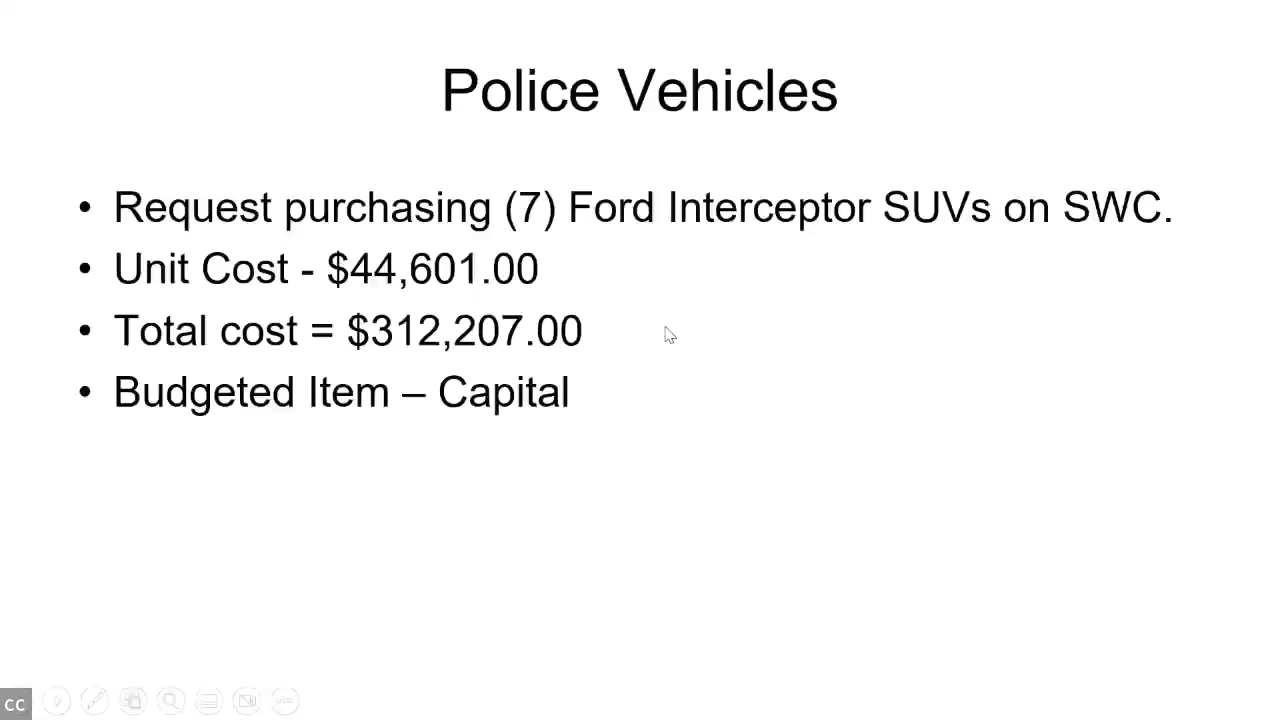 Police Vehicles
• Request purchasing (7) Ford Interceptor SUVs on SWC.
• Unit Cost - $44,601.00
• Total cost = $312,207.00
• Budgeted Item – Capital
CC